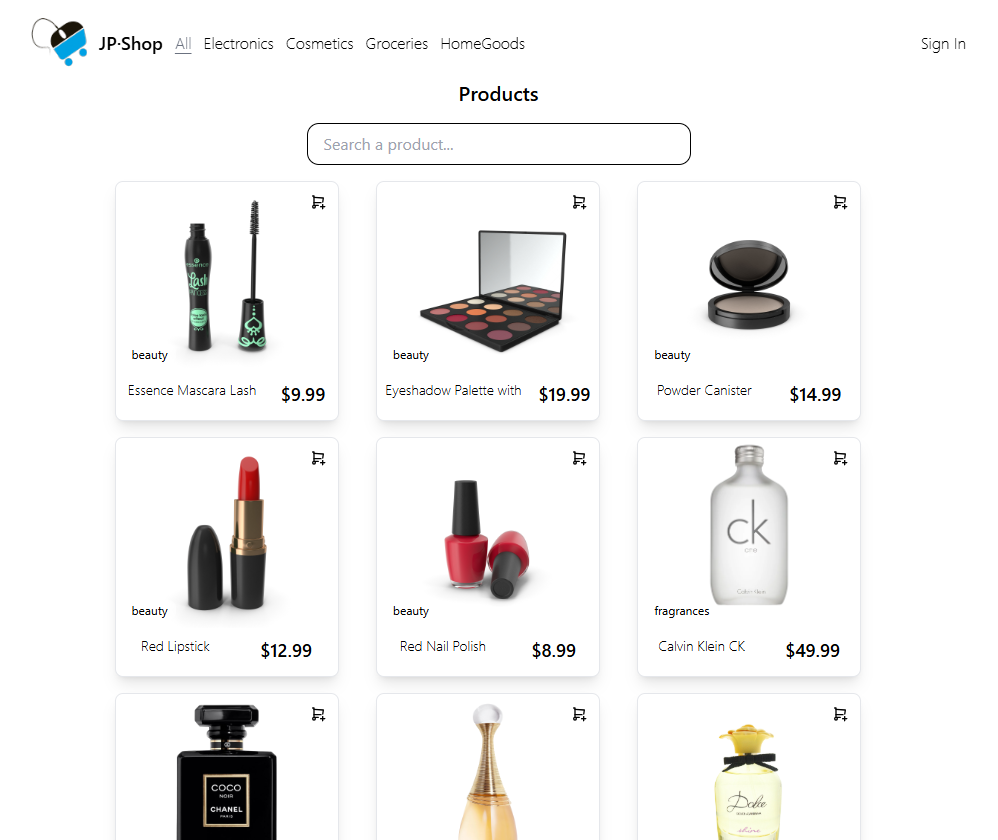 JP·Shop All Electronics Cosmetics Groceries HomeGoods Sign In
Products
Search a product...
beauty
Essence Mascara Lash $9.99
beauty
Eyeshadow Palette with $19.99
beauty
Powder Canister $14.99
beauty
Red Lipstick $12.99
beauty
Red Nail Polish $8.99
ck
one
Calvin Klein
fragrances
Calvin Klein CK $49.99
COCO
NOIR
CHANEL
PARIS
Dolce
shine